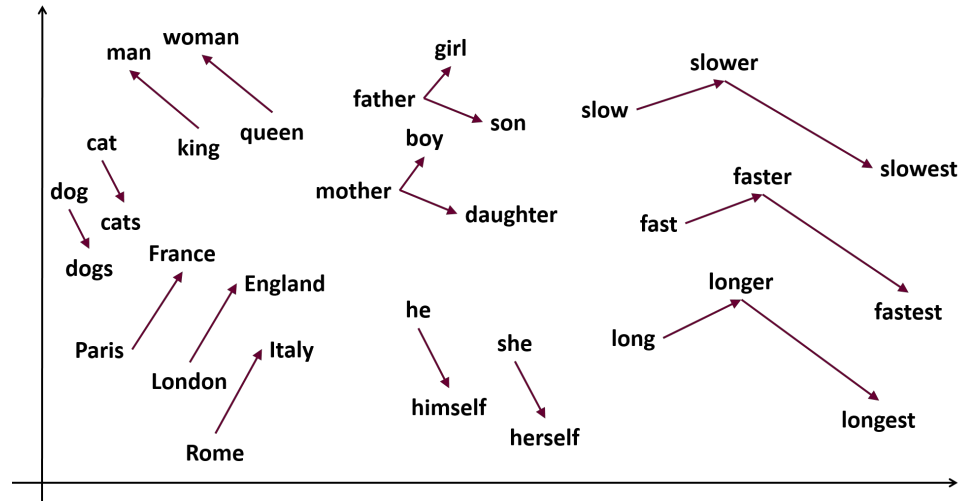 man
woman
king
queen
cat
cats
dog
dogs
France
Paris
England
London
Italy
Rome
girl
father
son
boy
mother
daughter
he
himself
she
herself
slower
slow
slowest
faster
fast
fastest
longer
long
longest